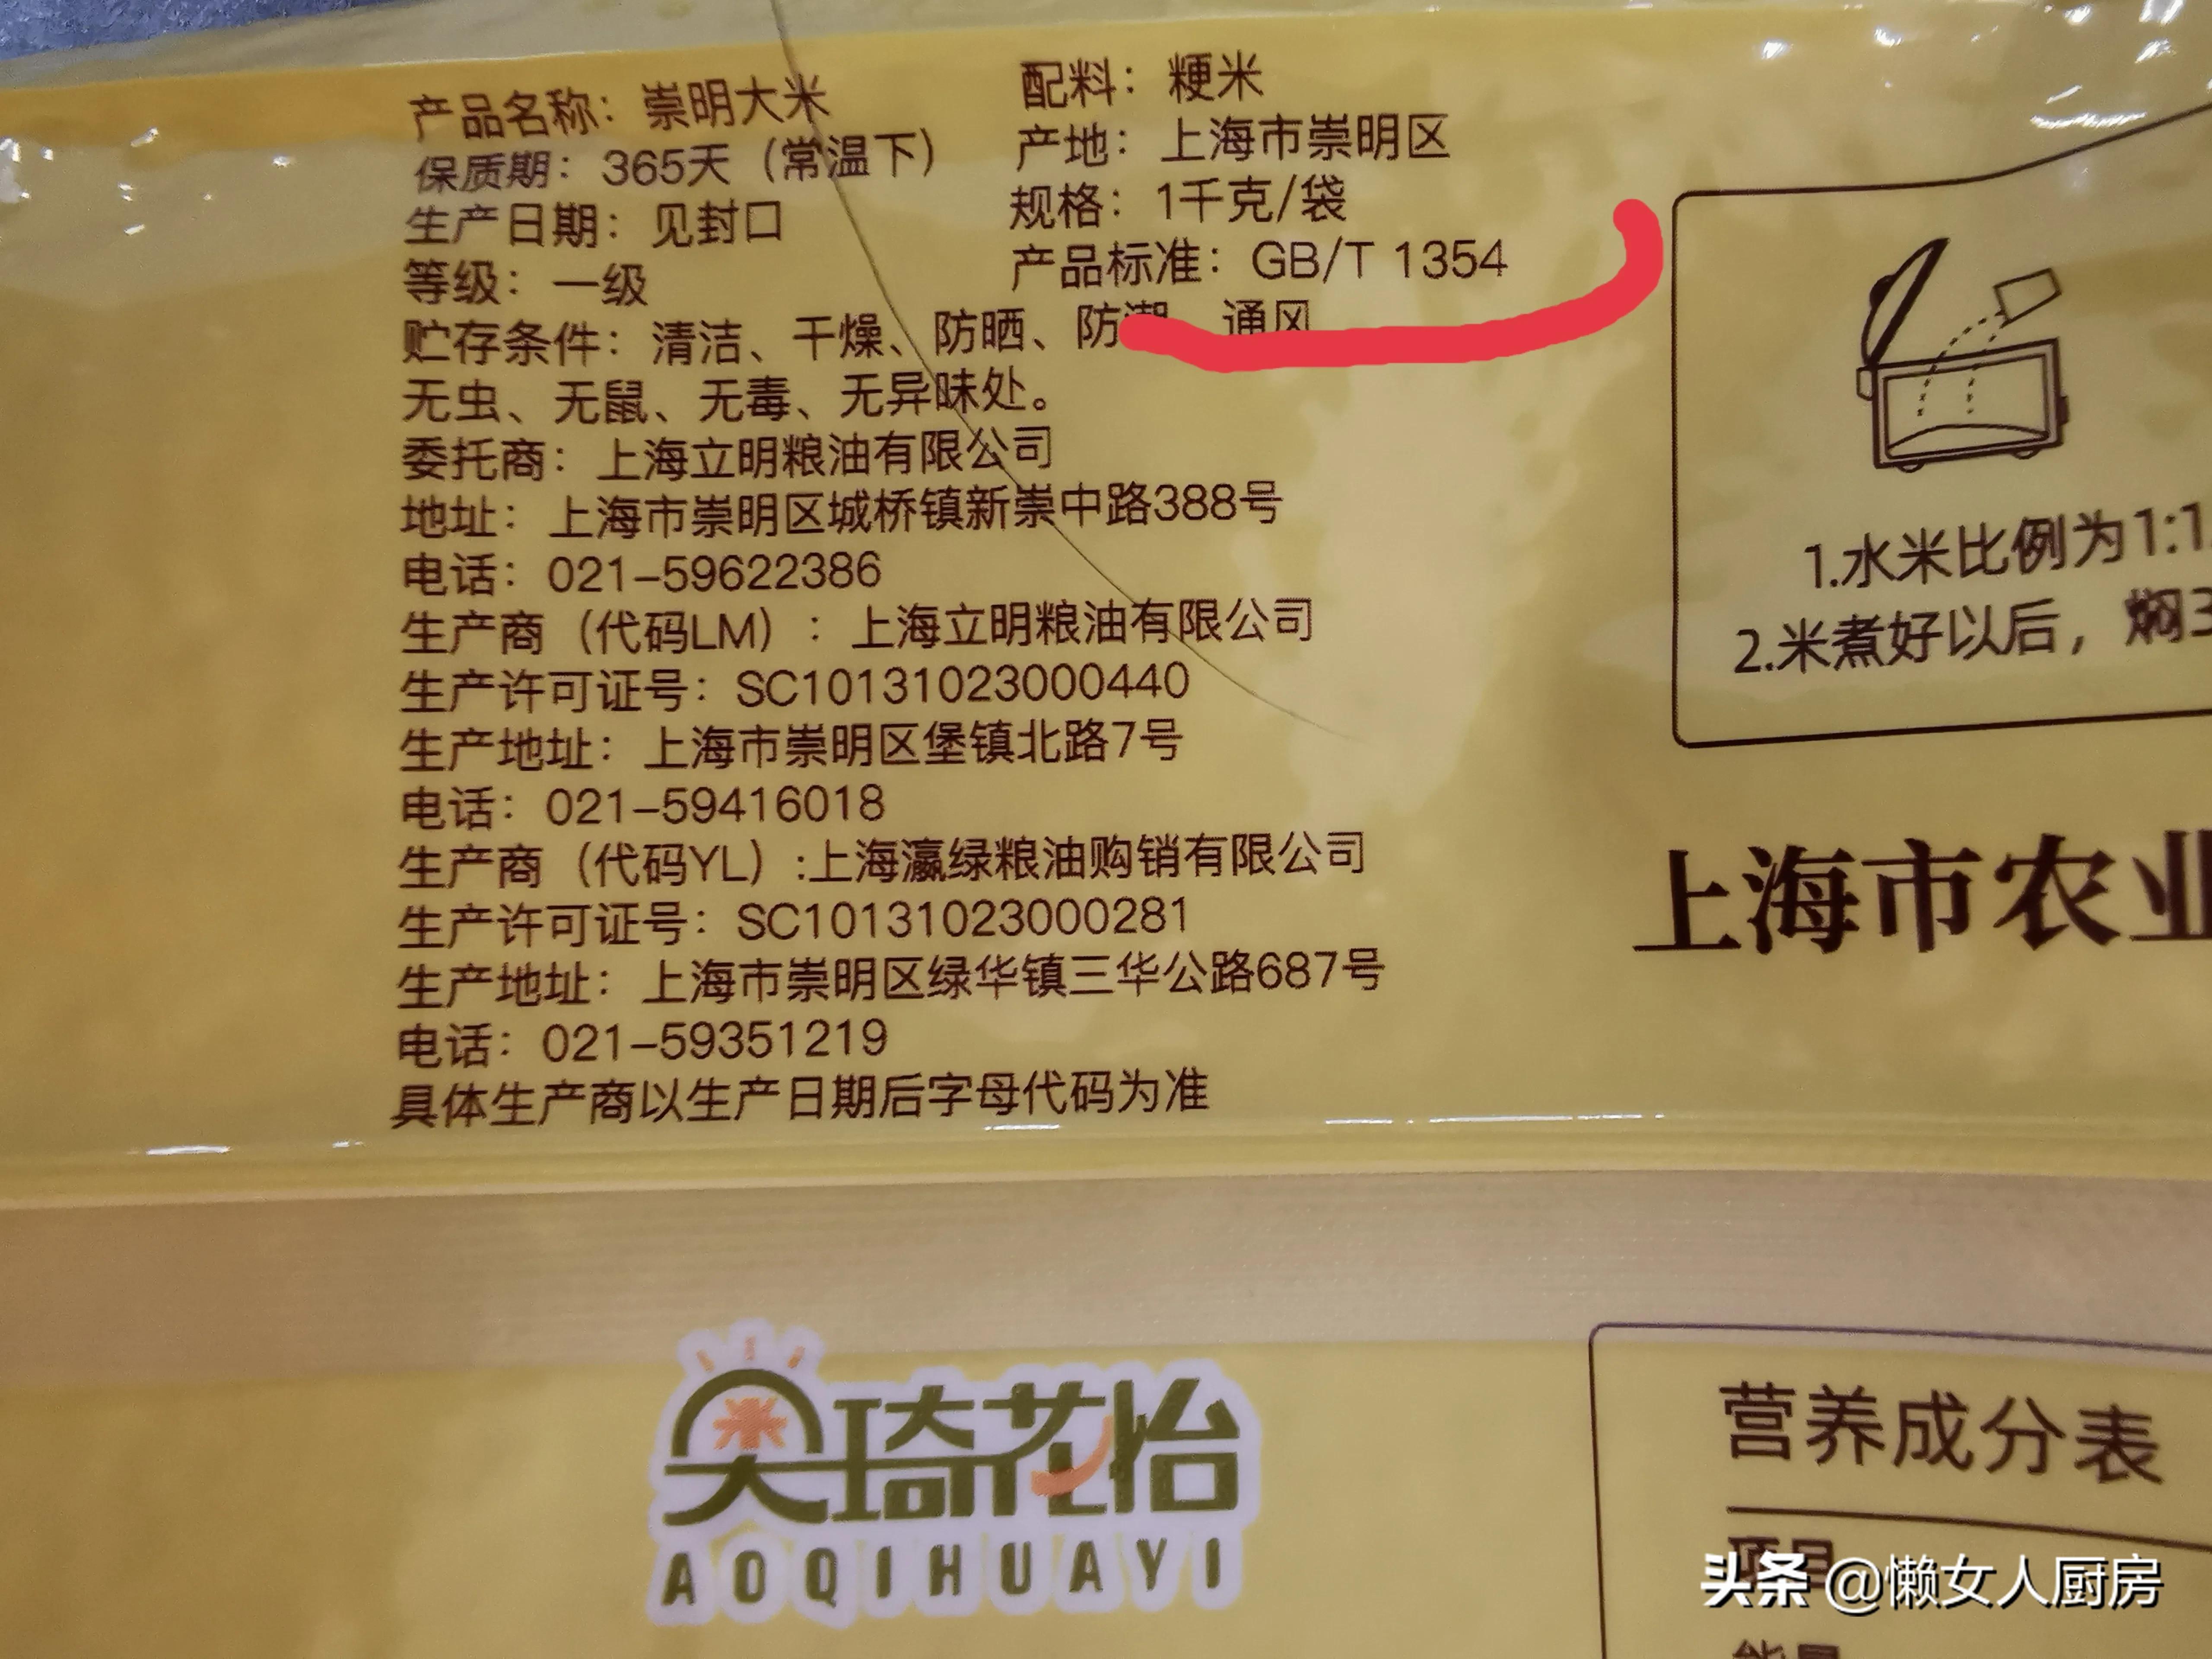 产品名称：崇明大米
配料：粳米
保质期：365天（常温下）
产地：上海市崇明区
生产日期：见封口
规格：1千克/袋
等级：一级
产品标准：GB/T 1354
贮存条件：清洁、干燥、防晒、防潮、通风
无虫、无鼠、无毒、无异味处。
委托商：上海立明粮油有限公司
地址：上海市崇明区城桥镇新崇中路388号
电话：021-59622386
生产商（代码LM）：上海立明粮油有限公司
生产许可证号：SC10131023000440
生产地址：上海市崇明区堡镇北路7号
电话：021-59416018
生产商（代码YL）:上海瀛绿粮油购销有限公司
生产许可证号：SC10131023000281
生产地址：上海市崇明区绿华镇三华公路687号
电话：021-59351219
具体生产商以生产日期后字母代码为准
1.水米比例为1:1
2.米煮好以后，焖3
上海市农业
奥琦花怡
AOQIHUAYI
营养成分表
项目
头条 @懒女人厨房